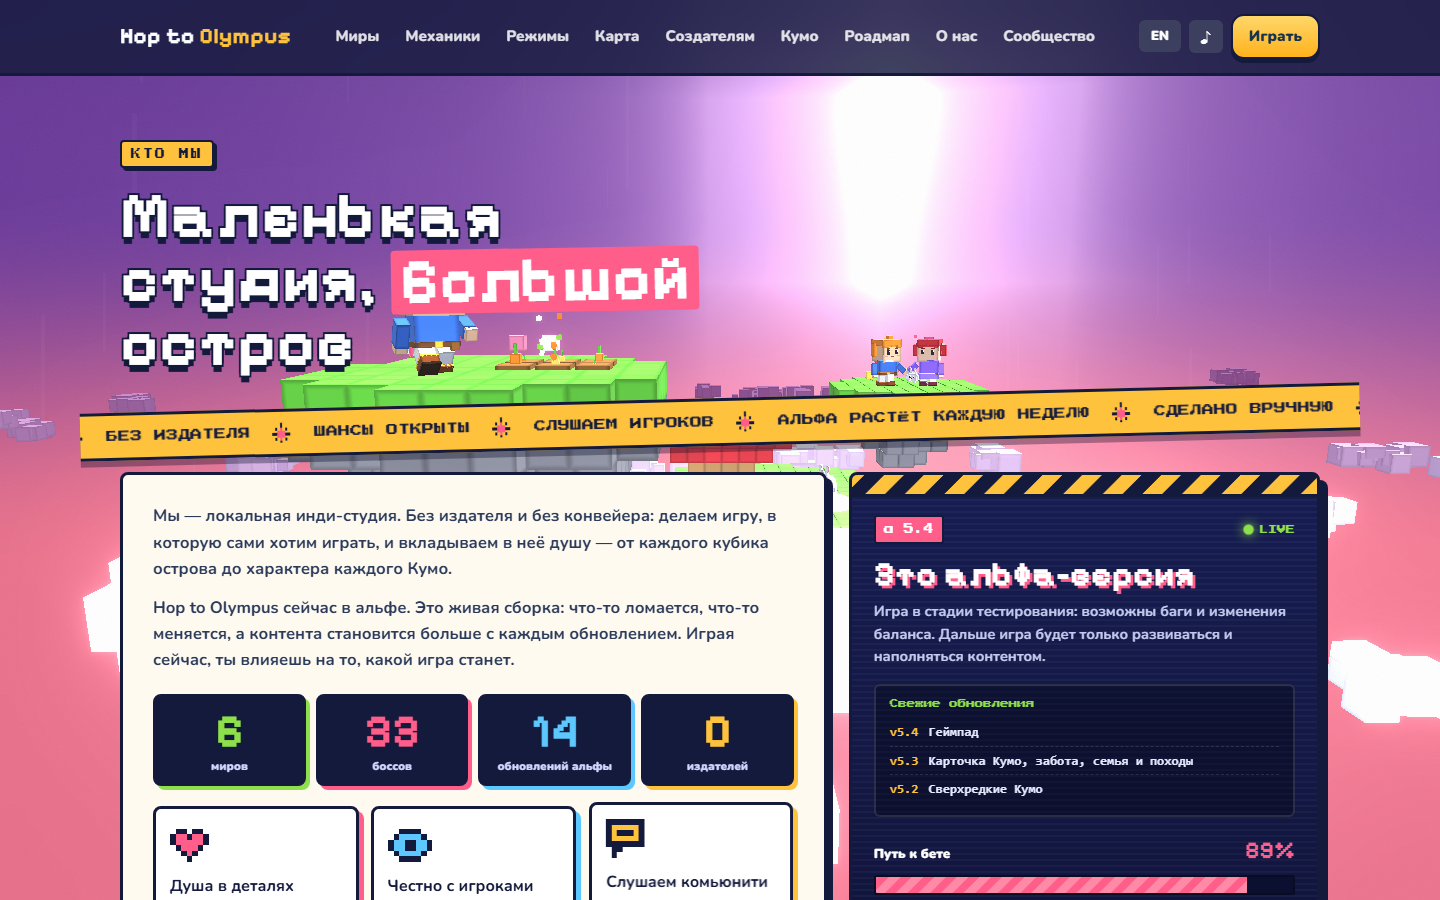 Hop to Olympus
Миры Механики Режимы Карта Создателям Кумо Роадмап О нас Сообщество
EN ♪ Играть
КТО МЫ
Маленькая
студия, большой
остров
БЕЗ ИЗДАТЕЛЯ ШАНСЫ ОТКРЫТЫ СЛУШАЕМ ИГРОКОВ АЛЬФА РАСТЁТ КАЖДУЮ НЕДЕЛЮ СДЕЛАНО ВРУЧНУЮ
Мы — локальная инди-студия. Без издателя и без конвейера: делаем игру, в
которую сами хотим играть, и вкладываем в неё душу — от каждого кубика
острова до характера каждого Кумо.
Hop to Olympus сейчас в альфе. Это живая сборка: что-то ломается, что-то
меняется, а контента становится больше с каждым обновлением. Играя
сейчас, ты влияешь на то, какой игра станет.
6 33 14 0
миров боссов обновлений альфы издателей
Душа в деталях
Честно с игроками
Слушаем комьюнити
α 5.4 LIVE
Это альфа-версия
Игра в стадии тестирования: возможны баги и изменения
баланса. Дальше игра будет только развиваться и
наполняться контентом.
Свежие обновления
v5.4 Геймпад
v5.3 Карточка Кумо, забота, семья и походы
v5.2 Сверхредкие Кумо
Путь к бете 89%